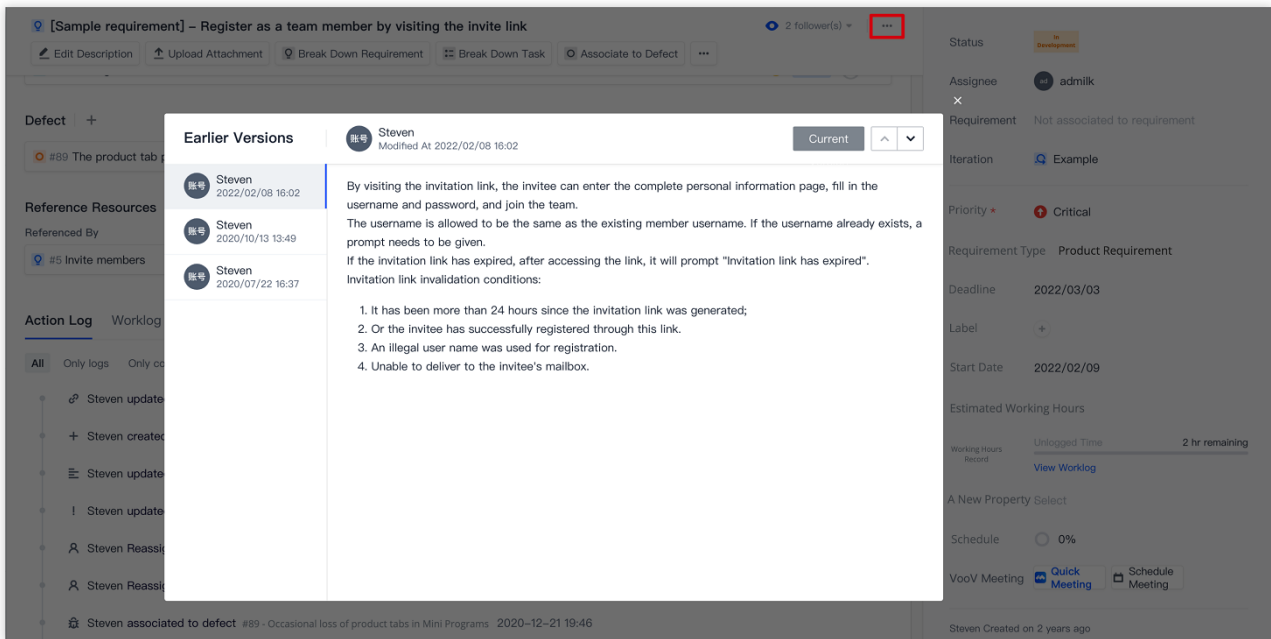 [Sample requirement] – Register as a team member by visiting the invite link
2 follower(s)
Edit Description
Upload Attachment
Break Down Requirement
Break Down Task
Associate to Defect
Defect
#89 The product tab
Reference Resources
Referenced By
#5 Invite members
Action Log
Worklog
All
Only logs
Only co
Steven update
Steven created
Steven update
Steven update
Steven Reassi
Steven Reassi
Steven associated to defect #89 - Occasional loss of product tabs in Mini Programs 2020-12-21 19:46
Earlier Versions
账号
Steven
2022/02/08 16:02
账号
Steven
2020/10/13 13:49
账号
Steven
2020/07/22 16:37
账号
Steven
Modified At 2022/02/08 16:02
Current
By visiting the invitation link, the invitee can enter the complete personal information page, fill in the
username and password, and join the team.
The username is allowed to be the same as the existing member username. If the username already exists, a
prompt needs to be given.
If the invitation link has expired, after accessing the link, it will prompt "Invitation link has expired".
Invitation link invalidation conditions:
1. It has been more than 24 hours since the invitation link was generated;
2. Or the invitee has successfully registered through this link.
3. An illegal user name was used for registration.
4. Unable to deliver to the invitee's mailbox.
Status
In
Development
Assignee
ad
admilk
Requirement
Not associated to requirement
Iteration
Example
Priority *
Critical
Requirement Type
Product Requirement
Deadline
2022/03/03
Label
Start Date
2022/02/09
Estimated Working Hours
Working Hours
Record
Unlogged Time
2 hr remaining
View Worklog
A New Property
Select
Schedule
0%
VooV Meeting
Quick
Meeting
Schedule
Meeting
Steven Created on 2 years ago